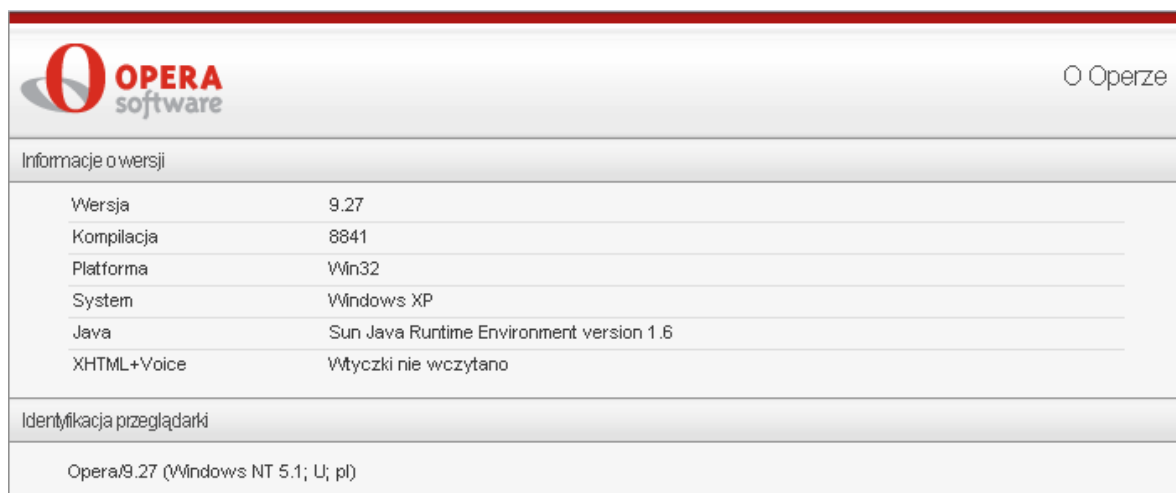 OPERA
software
O Operze
Informacje o wersji
Wersja 9.27
Kompilacja 8841
Platforma Win32
System Windows XP
Java Sun Java Runtime Environment version 1.6
XHTML+Voice Wtyczki nie wczytano
Identyfikacja przeglądarki
Opera/9.27 (Windows NT 5.1; U; pl)